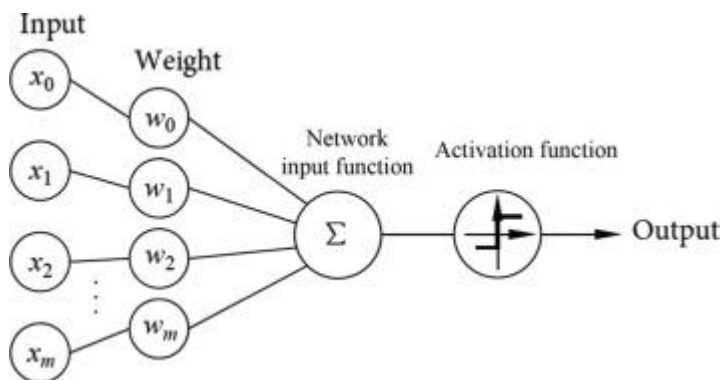 Input
Weight
x₀
w₀
Network
input function
Activation function
x₁
w₁
Σ
Output
x₂
w₂
⋮
xₘ
wₘ